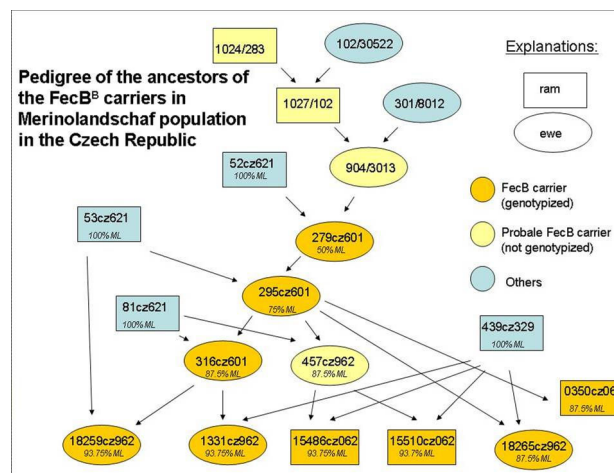 1024/283
102/30522
Explanations:
Pedigree of the ancestors of
the FecBᴮ carriers in
Merinolandschaf population
in the Czech Republic
ram
1027/102
301/8012
ewe
52cz621
100% ML
904/3013
FecB carrier
(genotypized)
53cz621
100% ML
279cz601
50% ML
Probale FecB carrier
(not genotypized)
Others
295cz601
75% ML
81cz621
100% ML
439cz329
100% ML
316cz601
87.5% ML
457cz962
87.5% ML
0350cz06
87.5% ML
18259cz962
93.75% ML
1331cz962
93.75% ML
15486cz062
93.75% ML
15510cz062
93.7% ML
18265cz962
87.5% ML